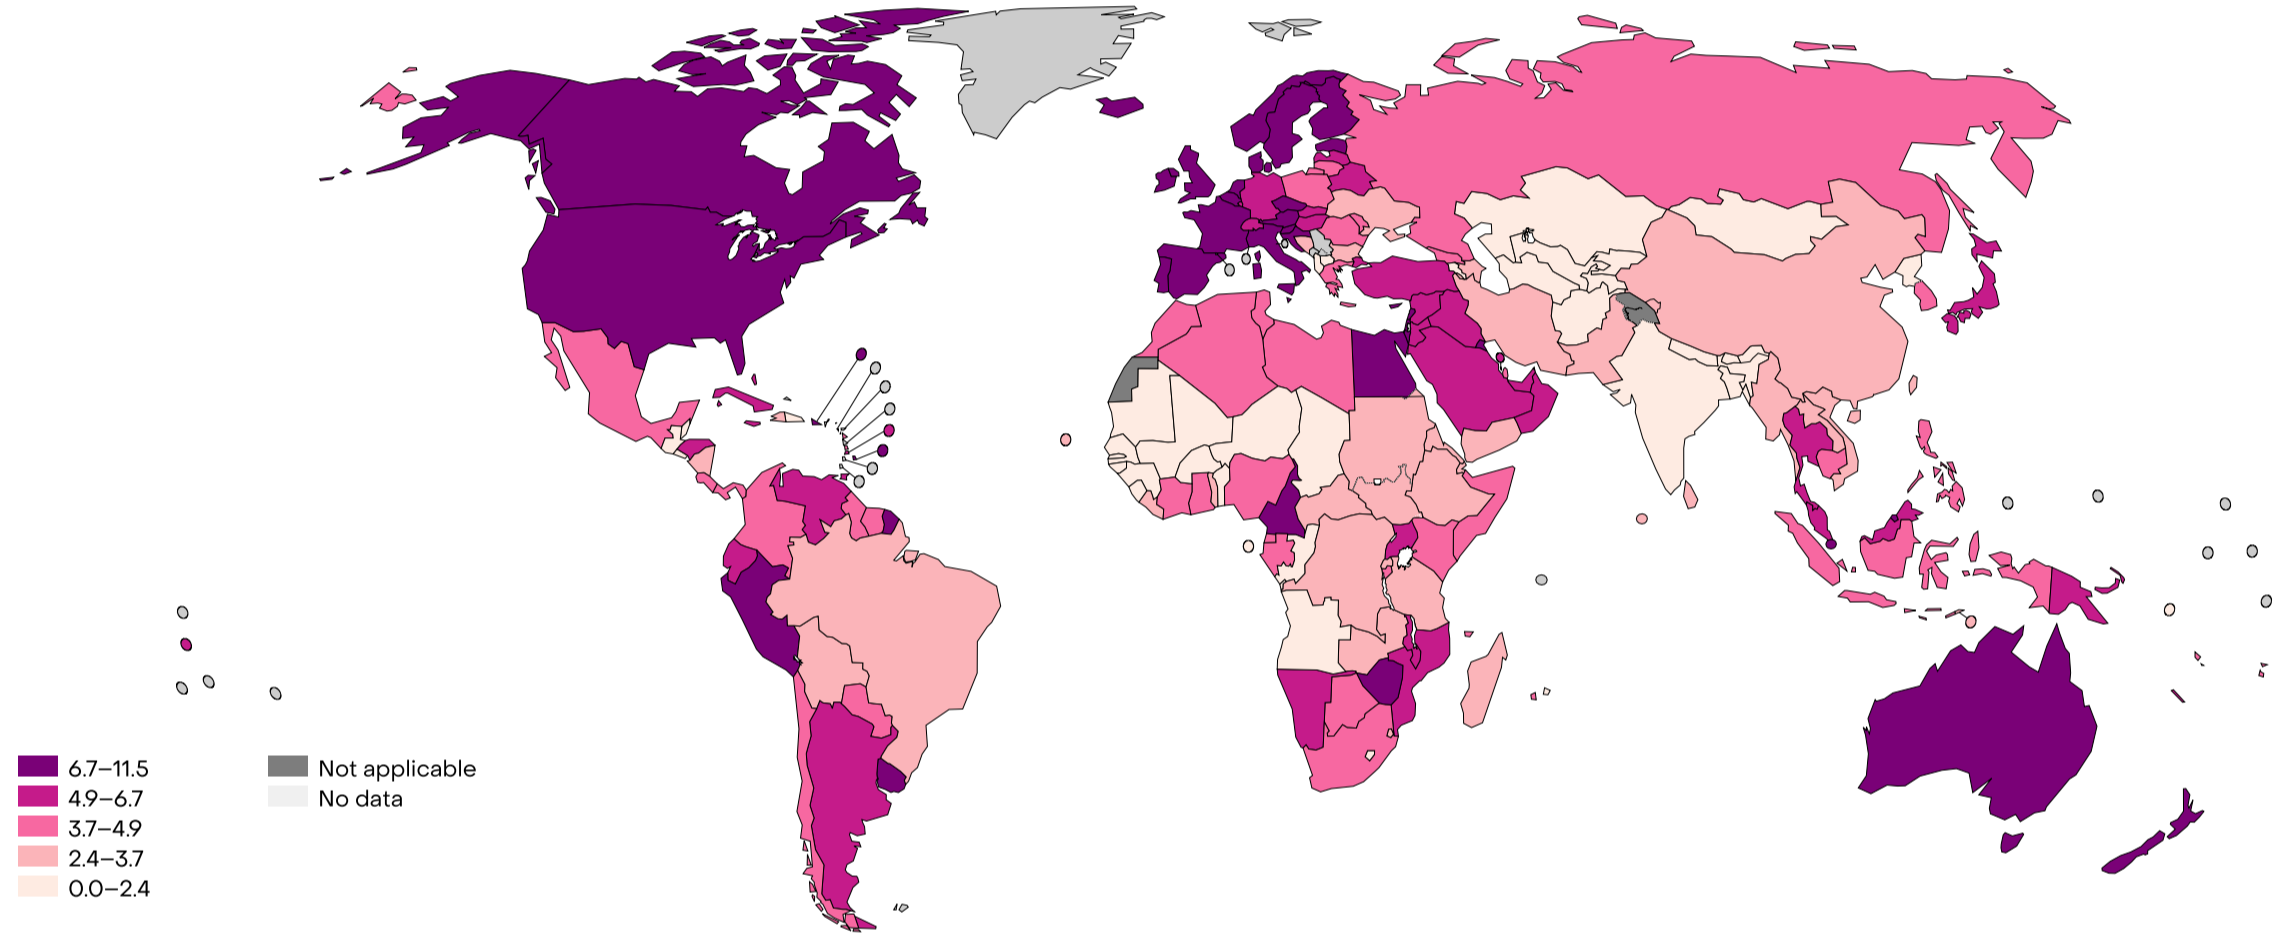 6.7–11.5
4.9–6.7
3.7–4.9
2.4–3.7
0.0–2.4
Not applicable
No data